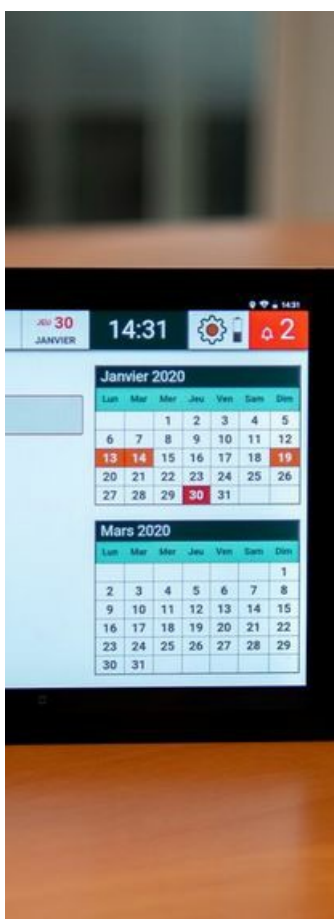 14:31
JEU 30
JANVIER
14:31
2
Janvier 2020
Lun Mar Mer Jeu Ven Sam Dim
1 2 3 4 5
6 7 8 9 10 11 12
13 14 15 16 17 18 19
20 21 22 23 24 25 26
27 28 29 30 31
Mars 2020
Lun Mar Mer Jeu Ven Sam Dim
1
2 3 4 5 6 7 8
9 10 11 12 13 14 15
16 17 18 19 20 21 22
23 24 25 26 27 28 29
30 31